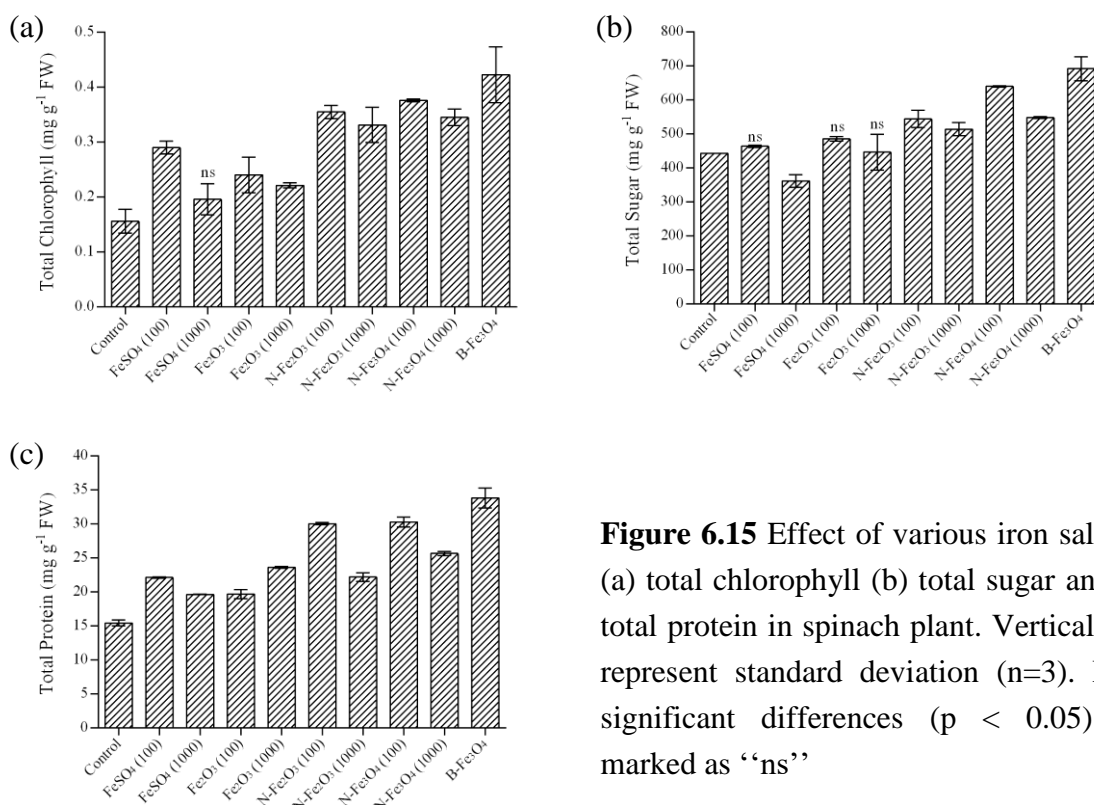 (a)
Total Chlorophyll (mg g⁻¹ FW)
0.5
0.4
0.3
0.2
0.1
0.0
ns
Control
FeSO₄ (100)
FeSO₄ (1000)
Fe₂O₃ (100)
Fe₂O₃ (1000)
N-Fe₂O₃ (100)
N-Fe₂O₃ (1000)
N-Fe₃O₄ (100)
N-Fe₃O₄ (1000)
B-Fe₃O₄
(b)
Total Sugar (mg g⁻¹ FW)
800
700
600
500
400
300
200
100
0
ns
ns
ns
Control
FeSO₄ (100)
FeSO₄ (1000)
Fe₂O₃ (100)
Fe₂O₃ (1000)
N-Fe₂O₃ (100)
N-Fe₂O₃ (1000)
N-Fe₃O₄ (100)
N-Fe₃O₄ (1000)
B-Fe₃O₄
(c)
Total Protein (mg g⁻¹ FW)
40
35
30
25
20
15
10
5
0
Control
FeSO₄ (100)
FeSO₄ (1000)
Fe₂O₃ (100)
Fe₂O₃ (1000)
N-Fe₂O₃ (100)
N-Fe₂O₃ (1000)
N-Fe₃O₄ (100)
N-Fe₃O₄ (1000)
B-Fe₃O₄
Figure 6.15 Effect of various iron sal
(a) total chlorophyll (b) total sugar an
total protein in spinach plant. Vertical
represent standard deviation (n=3).
significant differences (p < 0.05)
marked as ‘‘ns’’